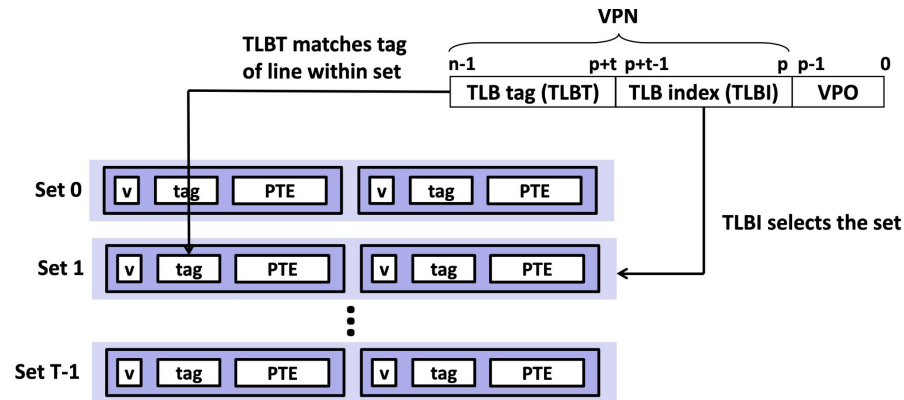 VPN
TLBT matches tag
of line within set
n-1 p+t p+t-1 p p-1 0
TLB tag (TLBT) TLB index (TLBI) VPO
Set 0 v tag PTE v tag PTE
TLBI selects the set
Set 1 v tag PTE v tag PTE
Set T-1 v tag PTE v tag PTE